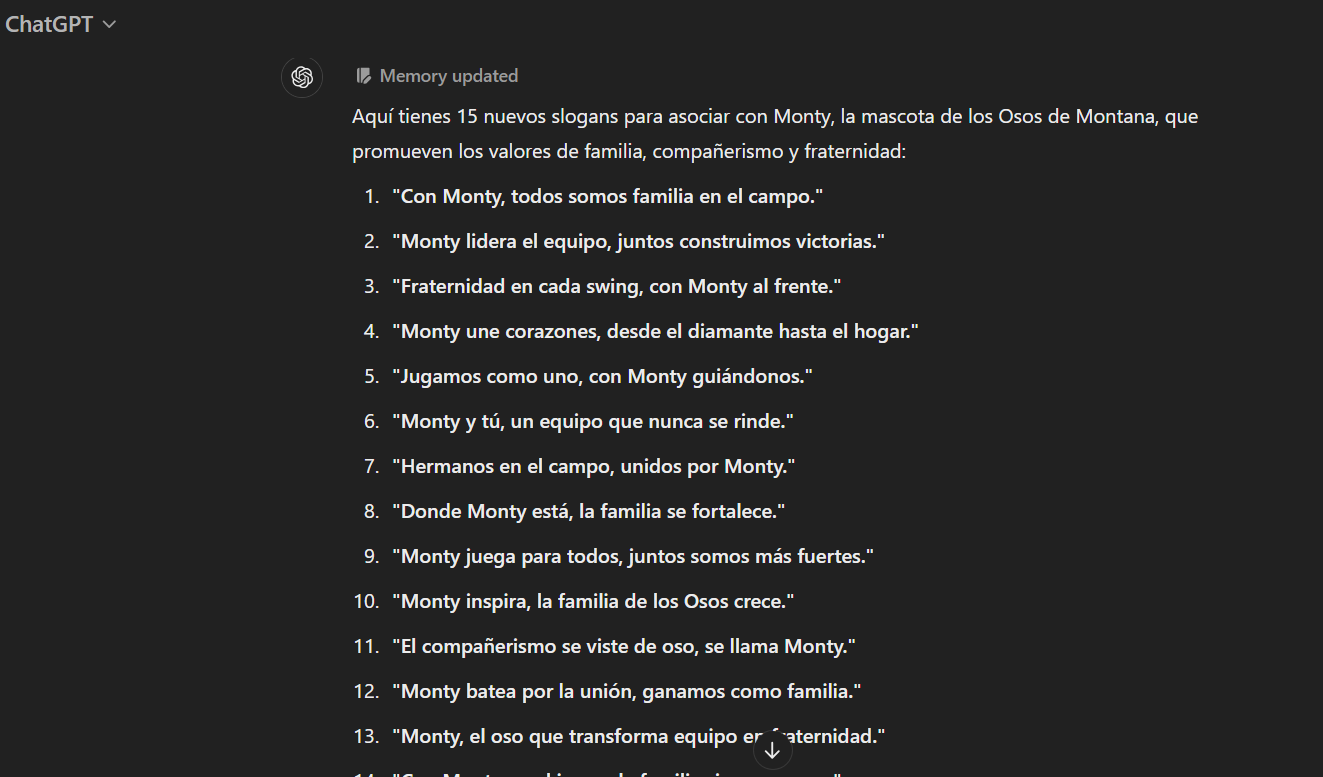 ChatGPT
Memory updated
Aquí tienes 15 nuevos slogans para asociar con Monty, la mascota de los Osos de Montana, que
promueven los valores de familia, compañerismo y fraternidad:
1. "Con Monty, todos somos familia en el campo."
2. "Monty lidera el equipo, juntos construimos victorias."
3. "Fraternidad en cada swing, con Monty al frente."
4. "Monty une corazones, desde el diamante hasta el hogar."
5. "Jugamos como uno, con Monty guiándonos."
6. "Monty y tú, un equipo que nunca se rinde."
7. "Hermanos en el campo, unidos por Monty."
8. "Donde Monty está, la familia se fortalece."
9. "Monty juega para todos, juntos somos más fuertes."
10. "Monty inspira, la familia de los Osos crece."
11. "El compañerismo se viste de oso, se llama Monty."
12. "Monty batea por la unión, ganamos como familia."
13. "Monty, el oso que transforma equipo en fraternidad."
14. "Con Monty